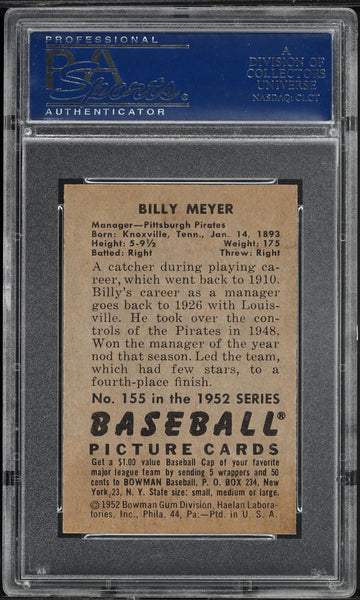 PROFESSIONAL
PSA
Sports®
AUTHENTICATOR
A
DIVISION OF
COLLECTORS
UNIVERSE
NASDAQ: CLCT
BILLY MEYER
Manager—Pittsburgh Pirates
Born: Knoxville, Tenn., Jan. 14, 1893
Height: 5-9½ Weight: 175
Batted: Right Threw: Right
A catcher during playing ca-
reer, which went back to 1910.
Billy's career as a manager
goes back to 1926 with Louis-
ville. He took over the con-
trols of the Pirates in 1948.
Won the manager of the year
nod that season. Led the team,
which had few stars, to a
fourth-place finish.
No. 155 in the 1952 SERIES
BASEBALL®
PICTURE CARDS
Get a $1.00 value Baseball Cap of your favorite
major league team by sending 5 wrappers and 50
cents to BOWMAN Baseball, P. O. BOX 234, New
York,23, N. Y. State size: small, medium or large.
©1952 Bowman Gum Division, Haelan Labora-
tories, Inc., Phila. 44, Pa.—Ptd. in U. S. A.